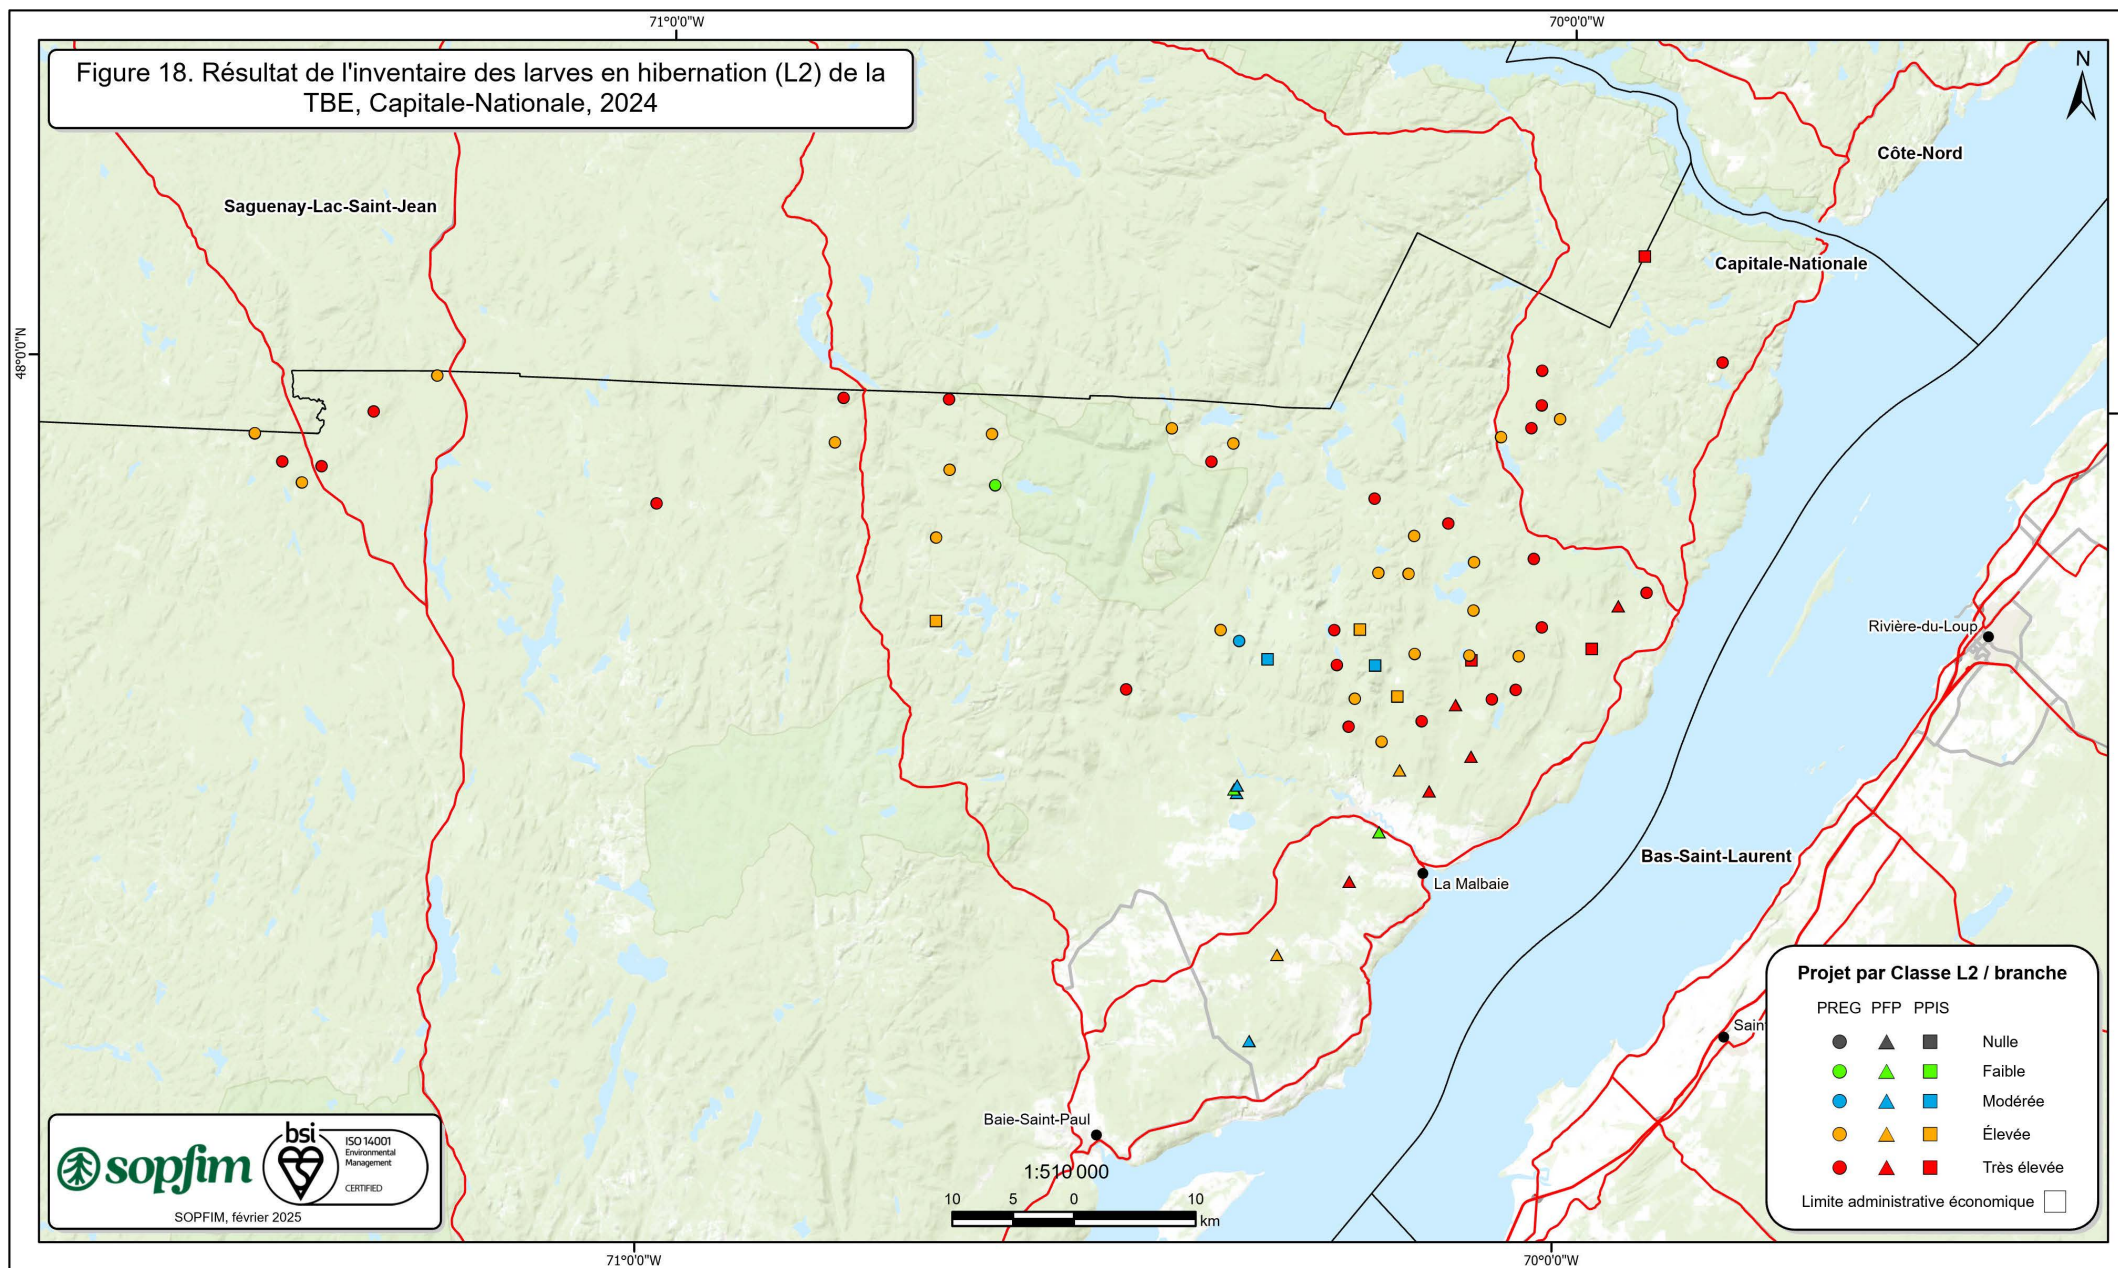 71°0'0"W
70°0'0"W
Figure 18. Résultat de l'inventaire des larves en hibernation (L2) de la
TBE, Capitale-Nationale, 2024
N
Côte-Nord
Saguenay-Lac-Saint-Jean
Capitale-Nationale
48°0'0"N
Rivière-du-Loup
Bas-Saint-Laurent
La Malbaie
Projet par Classe L2 / branche
PREG PFP PPIS
Nulle
Faible
Modérée
Élevée
Très élevée
Limite administrative économique
Sain
Baie-Saint-Paul
1:510 000
10 5 0 10
km
sopfim
bsi
ISO 14001
Environmental
Management
CERTIFIED
SOPFIM, février 2025
71°0'0"W
70°0'0"W